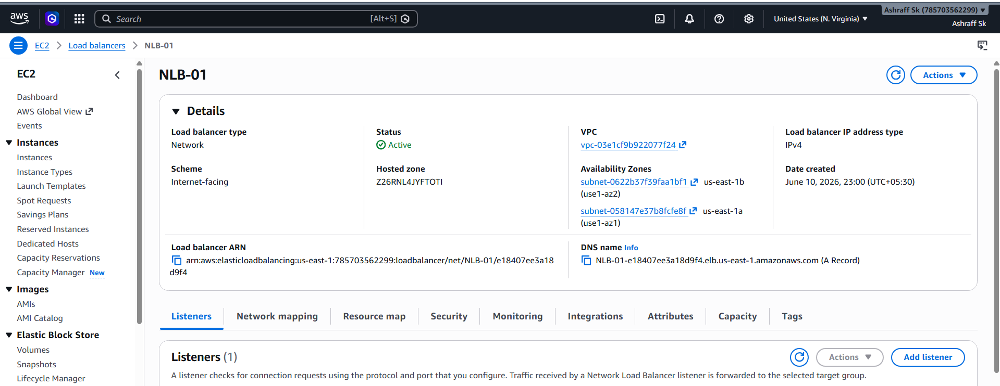 aws
Search
[Alt+S]
United States (N. Virginia)
Ashraff Sk (785703562299)
Ashraff Sk
EC2
Load balancers
NLB-01
EC2
Dashboard
AWS Global View
Events
Instances
Instances
Instance Types
Launch Templates
Spot Requests
Savings Plans
Reserved Instances
Dedicated Hosts
Capacity Reservations
Capacity Manager New
Images
AMIs
AMI Catalog
Elastic Block Store
Volumes
Snapshots
Lifecycle Manager
NLB-01
Actions
Details
Load balancer type
Network
Status
Active
VPC
vpc-03e1cf9b922077f24
Load balancer IP address type
IPv4
Scheme
Internet-facing
Hosted zone
Z26RNL4JYFTOTI
Availability Zones
subnet-0622b37f39faa1bf1 us-east-1b
(use1-az2)
subnet-058147e37b8fcfe8f us-east-1a
(use1-az1)
Date created
June 10, 2026, 23:00 (UTC+05:30)
Load balancer ARN
arn:aws:elasticloadbalancing:us-east-1:785703562299:loadbalancer/net/NLB-01/e18407ee3a18
d9f4
DNS name Info
NLB-01-e18407ee3a18d9f4.elb.us-east-1.amazonaws.com (A Record)
Listeners
Network mapping
Resource map
Security
Monitoring
Integrations
Attributes
Capacity
Tags
Listeners (1)
Actions
Add listener
A listener checks for connection requests using the protocol and port that you configure. Traffic received by a Network Load Balancer listener is forwarded to the selected target group.